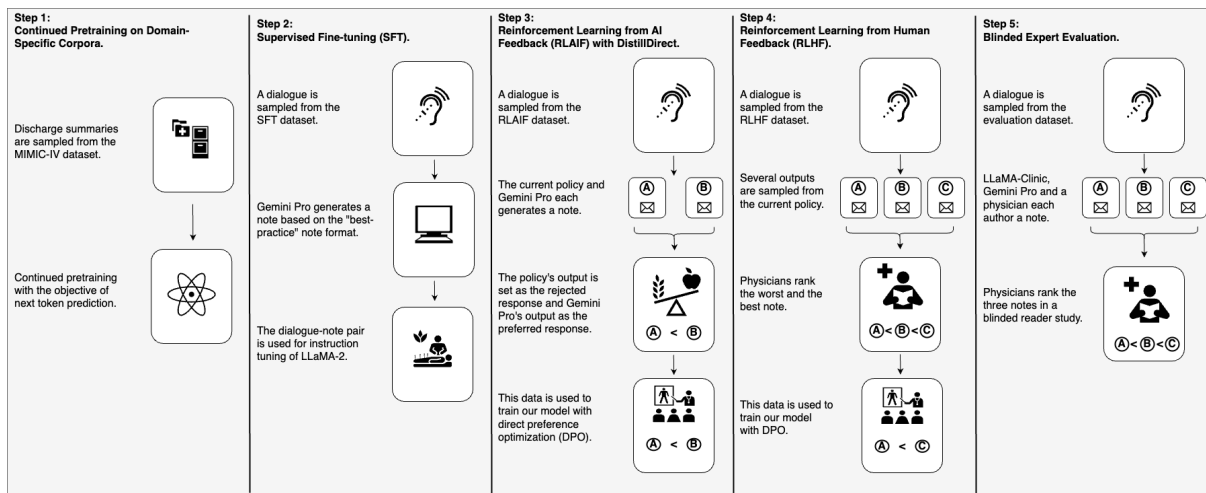 Step 1:
Continued Pretraining on Domain-
Specific Corpora.
Discharge summaries
are sampled from the
MIMIC-IV dataset.
Continued pretraining
with the objective of
next token prediction.
Step 2:
Supervised Fine-tuning (SFT).
A dialogue is
sampled from the
SFT dataset.
Gemini Pro generates a
note based on the "best-
practice" note format.
The dialogue-note pair
is used for instruction
tuning of LLaMA-2.
Step 3:
Reinforcement Learning from AI
Feedback (RLAIF) with DistillDirect.
A dialogue is
sampled from the
RLAIF dataset.
The current policy and
Gemini Pro each
generates a note.
A B
The policy's output is
set as the rejected
response and Gemini
Pro's output as the
preferred response.
A < B
This data is used to
train our model with
direct preference
optimization (DPO).
A < B
Step 4:
Reinforcement Learning from Human
Feedback (RLHF).
A dialogue is
sampled from the
RLHF dataset.
Several outputs
are sampled from
the current policy.
A B C
Physicians rank
the worst and the
best note.
A < B < C
This data is used to
train our model
with DPO.
A < C
Step 5:
Blinded Expert Evaluation.
A dialogue is
sampled from the
evaluation dataset.
LLaMA-Clinic,
Gemini Pro and a
physician each
author a note.
A B C
Physicians rank the
three notes in a
blinded reader study.
A < B < C